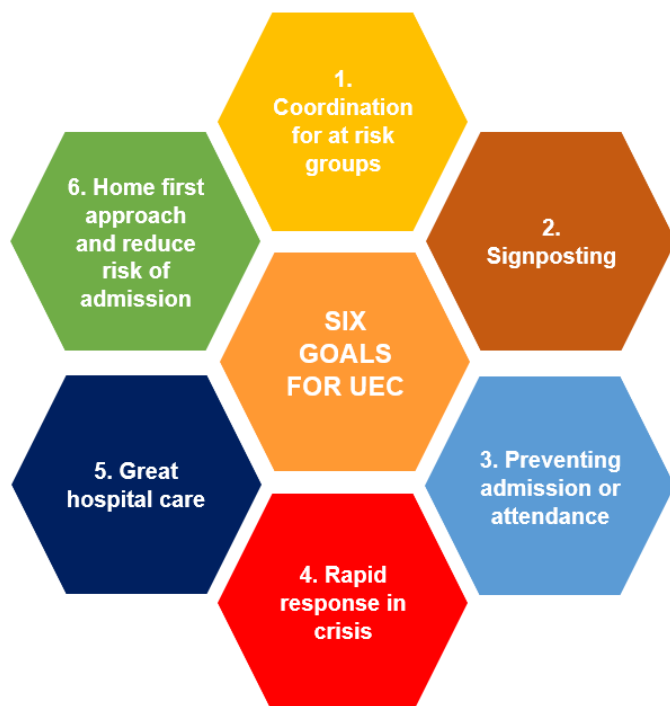 1.
Coordination
for at risk
groups
2.
Signposting
3. Preventing
admission or
attendance
4. Rapid
response in
crisis
5. Great
hospital care
6. Home first
approach
and reduce
risk of
admission
SIX
GOALS
FOR UEC